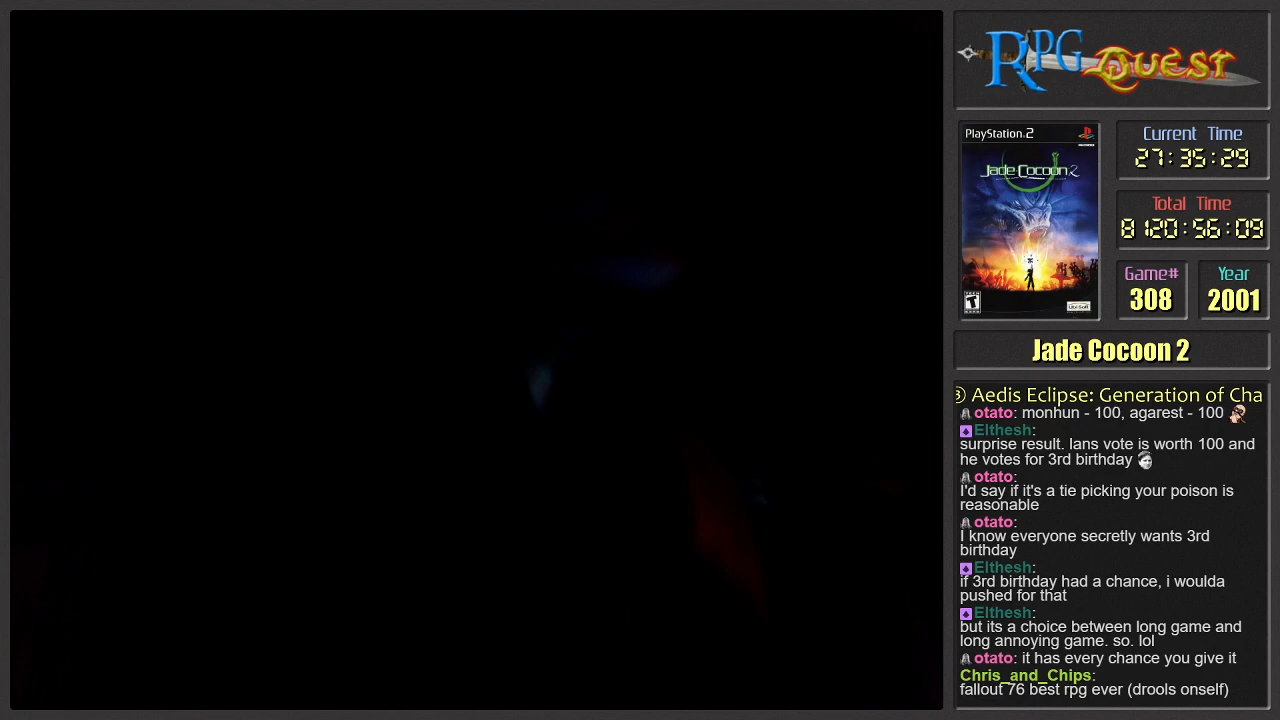 RPG Quest
PlayStation.2
Jade Cocoon 2
TEEN
Ubi Soft
Current Time
27:35:29
Total Time
8120:56:09
Game#
308
Year
2001
Jade Cocoon 2
Aedis Eclipse: Generation of Cha
otato: monhun - 100, agarest - 100
Elthesh:
surprise result. Ians vote is worth 100 and
he votes for 3rd birthday
otato:
I'd say if it's a tie picking your poison is
reasonable
otato:
I know everyone secretly wants 3rd
birthday
Elthesh:
if 3rd birthday had a chance, i woulda
pushed for that
Elthesh:
but its a choice between long game and
long annoying game. so. lol
otato: it has every chance you give it
Chris_and_Chips:
fallout 76 best rpg ever (drools onself)